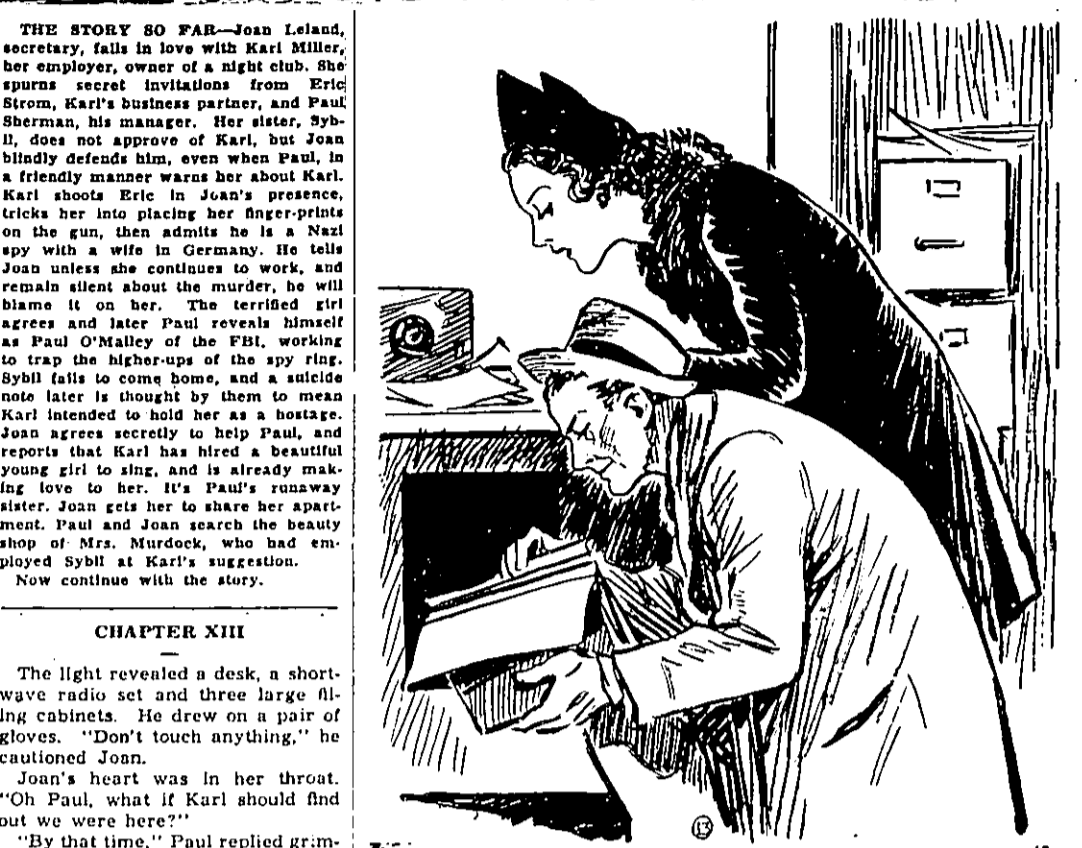 THE STORY SO FAR—Joan Leland,
secretary, falls in love with Karl Miller,
her employer, owner of a night club. She
spurns secret invitations from Eric
Strom, Karl's business partner, and Paul
Sherman, his manager. Her sister, Syb-
il, does not approve of Karl, but Joan
blindly defends him, even when Paul, in
a friendly manner warns her about Karl.
Karl shoots Eric in Joan's presence,
tricks her into placing her finger-prints
on the gun, then admits he is a Nazi
spy with a wife in Germany. He tells
Joan unless she continues to work, and
remain silent about the murder, he will
blame it on her. The terrified girl
agrees and later Paul reveals himself
as Paul O'Malley of the FBI, working
to trap the higher-ups of the spy ring.
Sybil fails to come home, and a suicide
note later is thought by them to mean
Karl intended to hold her as a hostage.
Joan agrees secretly to help Paul, and
reports that Karl has hired a beautiful
young girl to sing, and is already mak-
ing love to her. It's Paul's runaway
sister. Joan gets her to share her apart-
ment. Paul and Joan search the beauty
shop of Mrs. Murdock, who had em-
ployed Sybil at Karl's suggestion.
Now continue with the story.
CHAPTER XIII
The light revealed a desk, a short-
wave radio set and three large fil-
ing cabinets. He drew on a pair of
gloves. "Don't touch anything," he
cautioned Joan.
Joan's heart was in her throat.
"Oh Paul, what if Karl should find
out we were here?"
"By that time," Paul replied grim-
13